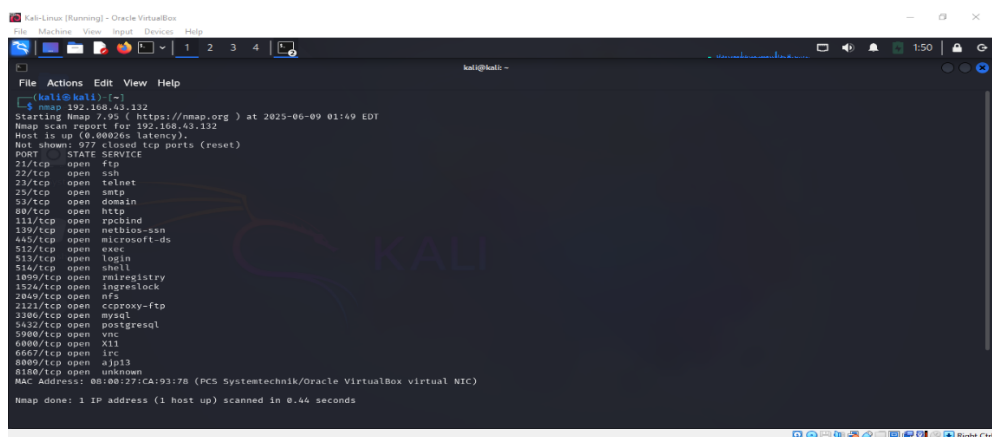 Kali-Linux [Running] - Oracle VirtualBox
File Machine View Input Devices Help
1 2 3 4
1:50
kali@kali: ~
File Actions Edit View Help
(kali㉿kali)-[~]
$ nmap 192.168.43.132
Starting Nmap 7.95 ( https://nmap.org ) at 2025-06-09 01:49 EDT
Nmap scan report for 192.168.43.132
Host is up (0.00026s latency).
Not shown: 977 closed tcp ports (reset)
PORT STATE SERVICE
21/tcp open ftp
22/tcp open ssh
23/tcp open telnet
25/tcp open smtp
53/tcp open domain
80/tcp open http
111/tcp open rpcbind
139/tcp open netbios-ssn
445/tcp open microsoft-ds
512/tcp open exec
513/tcp open login
514/tcp open shell
1099/tcp open rmiregistry
1524/tcp open ingreslock
2049/tcp open nfs
2121/tcp open ccproxy-ftp
3306/tcp open mysql
5432/tcp open postgresql
5900/tcp open vnc
6000/tcp open X11
6667/tcp open irc
8009/tcp open ajp13
8180/tcp open unknown
MAC Address: 08:00:27:CA:93:78 (PCS Systemtechnik/Oracle VirtualBox virtual NIC)
Nmap done: 1 IP address (1 host up) scanned in 0.44 seconds
KALI
Right Ctrl